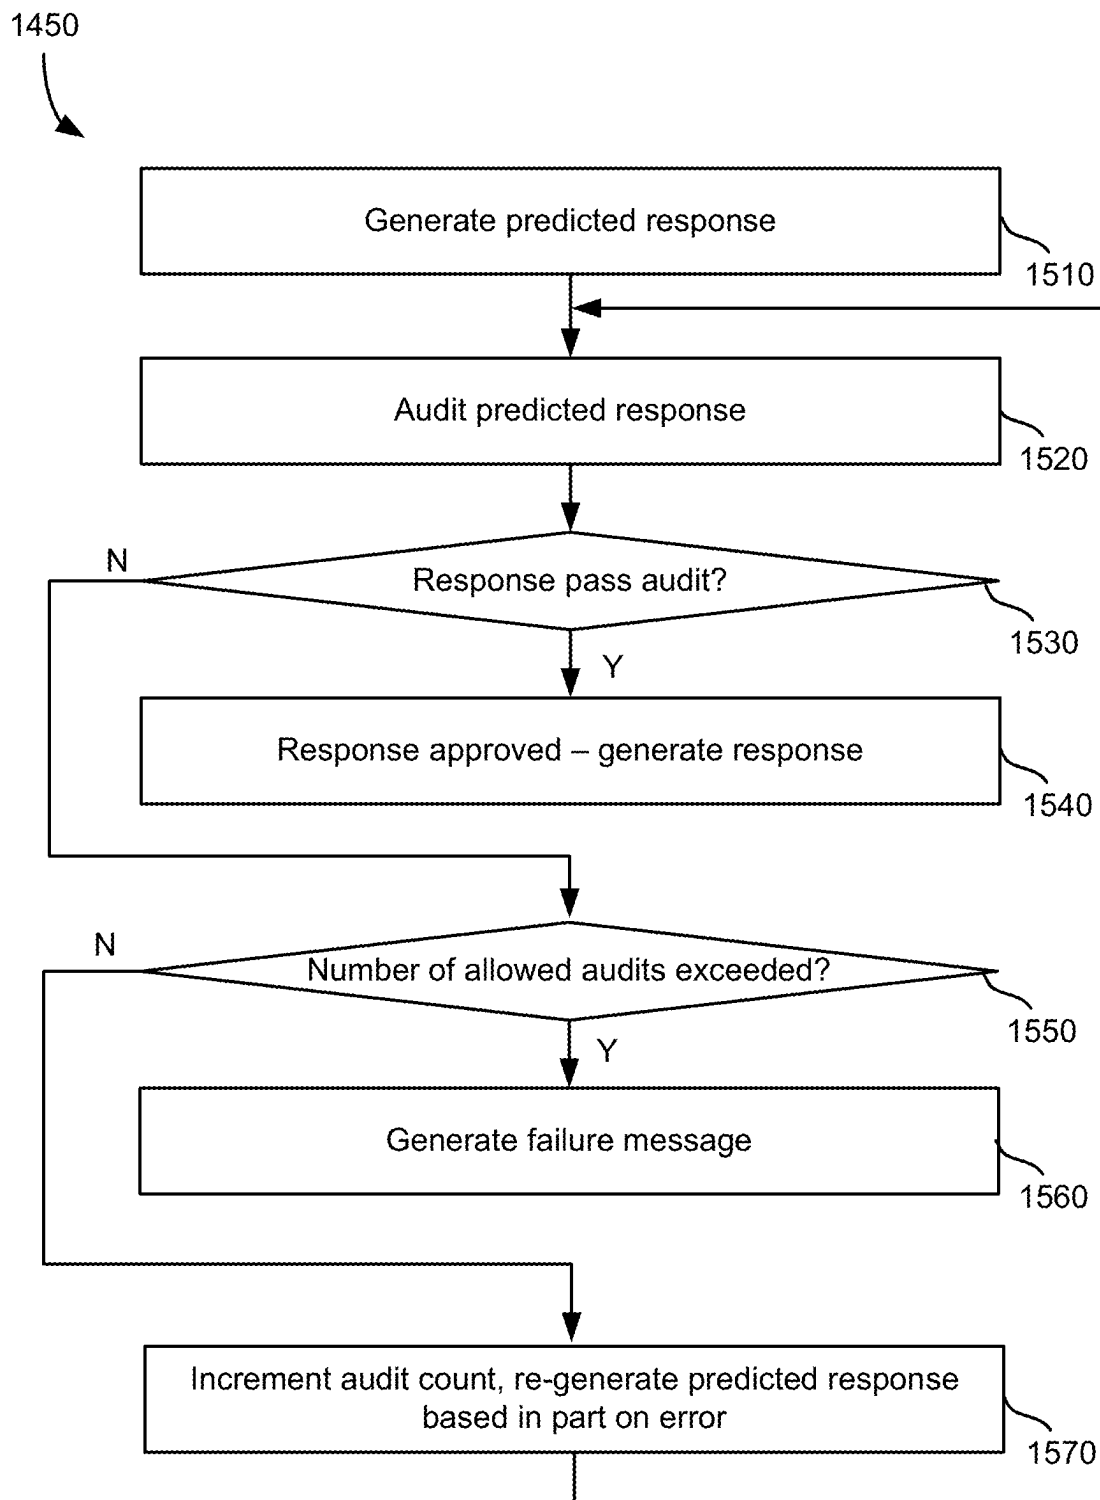 1450
Generate predicted response
1510
Audit predicted response
1520
N
Response pass audit?
1530
Y
Response approved – generate response
1540
N
Number of allowed audits exceeded?
1550
Y
Generate failure message
1560
Increment audit count, re-generate predicted response
based in part on error
1570